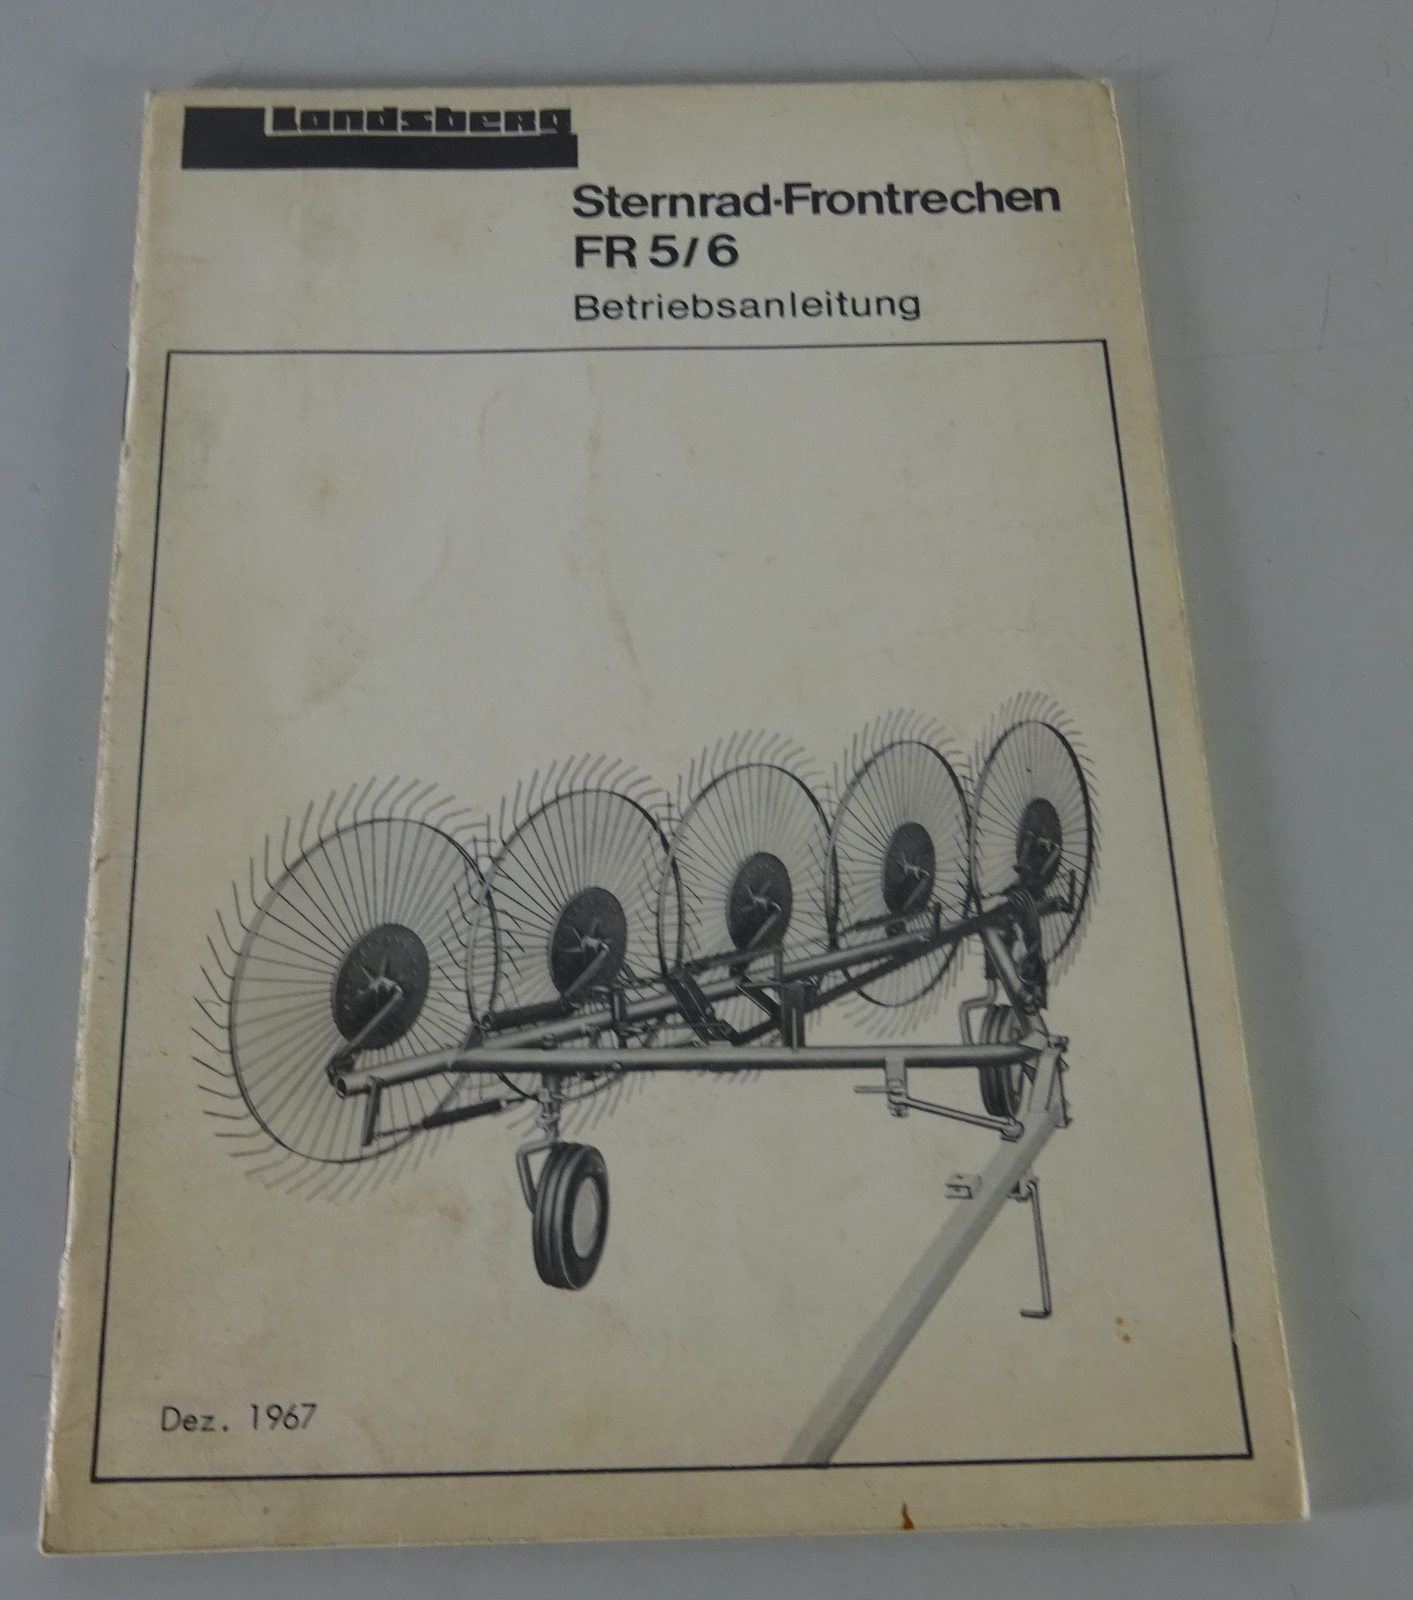 Landsberg
Sternrad-Frontrechen
FR 5/6
Betriebsanleitung
Dez. 1967